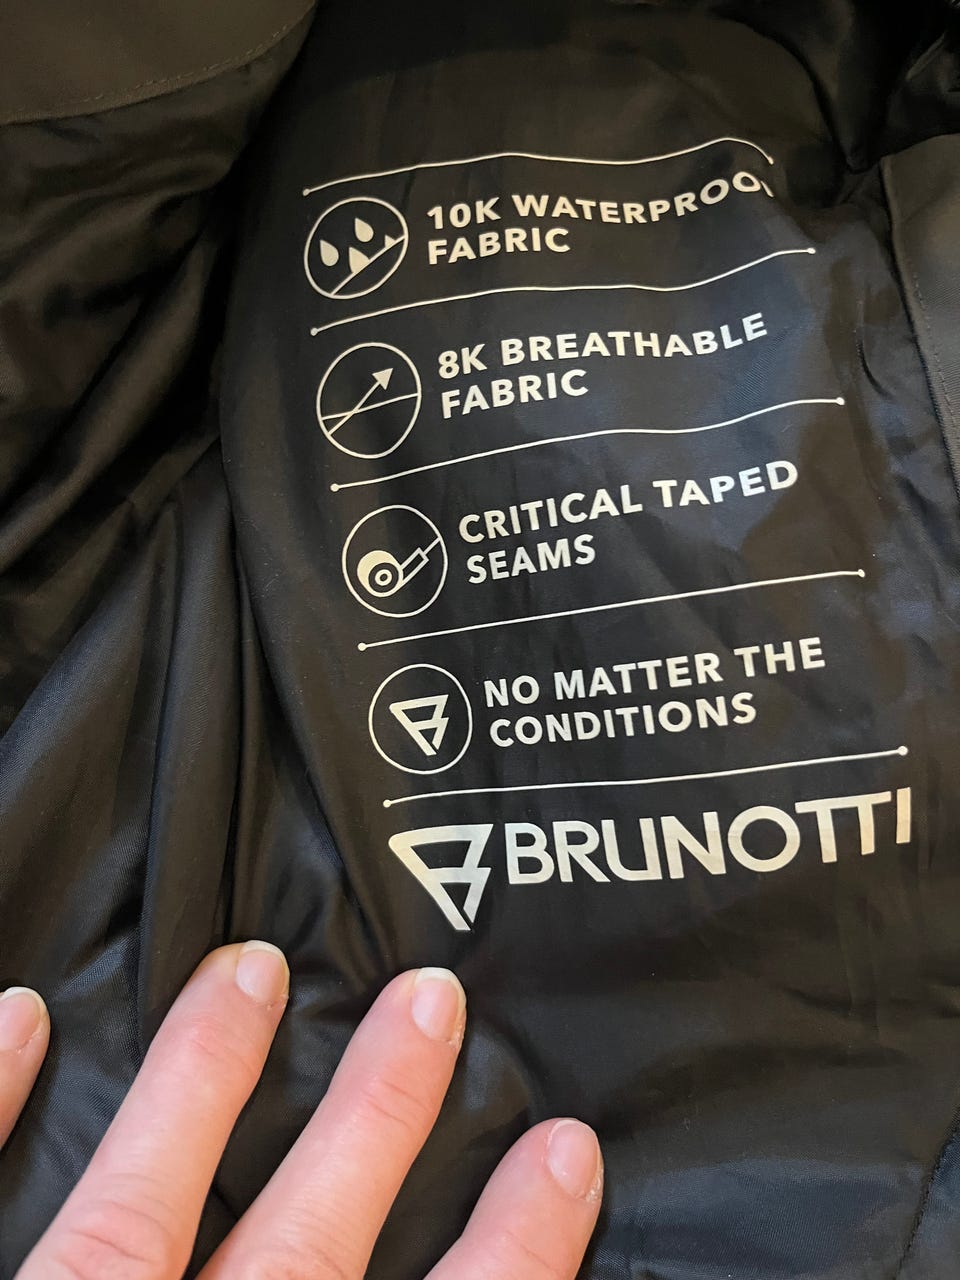 10K WATERPROOF
FABRIC
8K BREATHABLE
FABRIC
CRITICAL TAPED
SEAMS
NO MATTER THE
CONDITIONS
BRUNOTTI